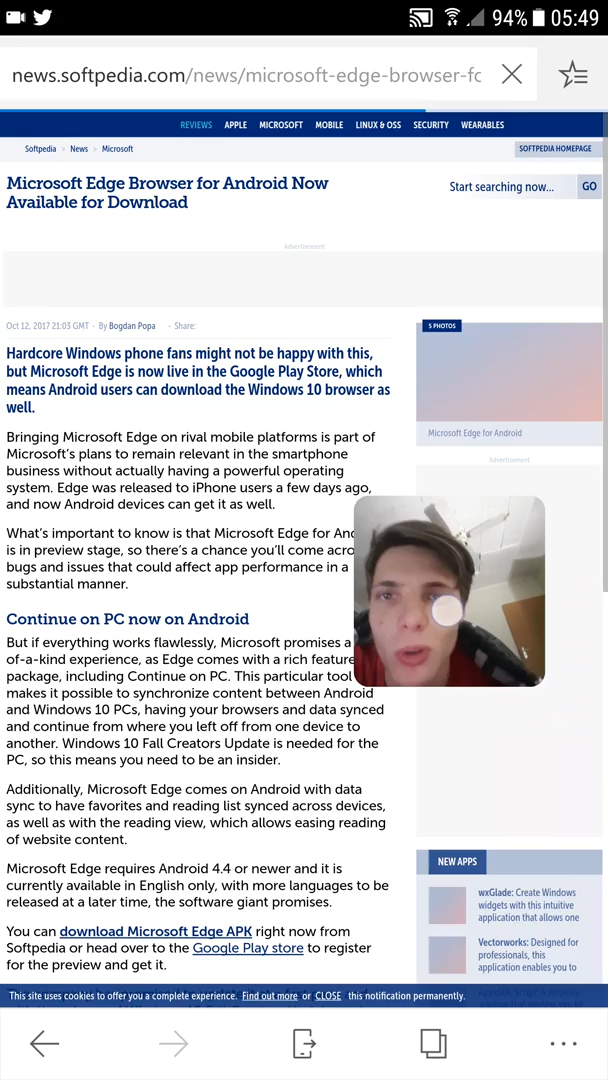 94% 05:49
news.softpedia.com/news/microsoft-edge-browser-fo
REVIEWS APPLE MICROSOFT MOBILE LINUX & OSS SECURITY WEARABLES
Softpedia > News > Microsoft
SOFTPEDIA HOMEPAGE
Microsoft Edge Browser for Android Now
Available for Download
Start searching now... GO
Advertisement
Oct 12, 2017 21:03 GMT · By Bogdan Popa · Share:
Hardcore Windows phone fans might not be happy with this,
but Microsoft Edge is now live in the Google Play Store, which
means Android users can download the Windows 10 browser as
well.
Bringing Microsoft Edge on rival mobile platforms is part of
Microsoft's plans to remain relevant in the smartphone
business without actually having a powerful operating
system. Edge was released to iPhone users a few days ago,
and now Android devices can get it as well.
What's important to know is that Microsoft Edge for
is in preview stage, so there's a chance you'll come
bugs and issues that could affect app performance in a
substantial manner.
Continue on PC now on Android
But if everything works flawlessly, Microsoft promises a
of-a-kind experience, as Edge comes with a rich feature
package, including Continue on PC. This particular tool
makes it possible to synchronize content between Android
and Windows 10 PCs, having your browsers and data synced
and continue from where you left off from one device to
another. Windows 10 Fall Creators Update is needed for the
PC, so this means you need to be an insider.
Additionally, Microsoft Edge comes on Android with data
sync to have favorites and reading list synced across devices,
as well as with the reading view, which allows easing reading
of website content.
Microsoft Edge requires Android 4.4 or newer and it is
currently available in English only, with more languages to be
released at a later time, the software giant promises.
You can download Microsoft Edge APK right now from
Softpedia or head over to the Google Play store to register
for the preview and get it.
5 PHOTOS
Microsoft Edge for Android
Advertisement
NEW APPS
wxGlade: Create Windows
widgets with this intuitive
application that allows one
Vectorworks: Designed for
professionals, this
application enables you to
This site uses cookies to offer you a complete experience. Find out more or CLOSE this notification permanently.